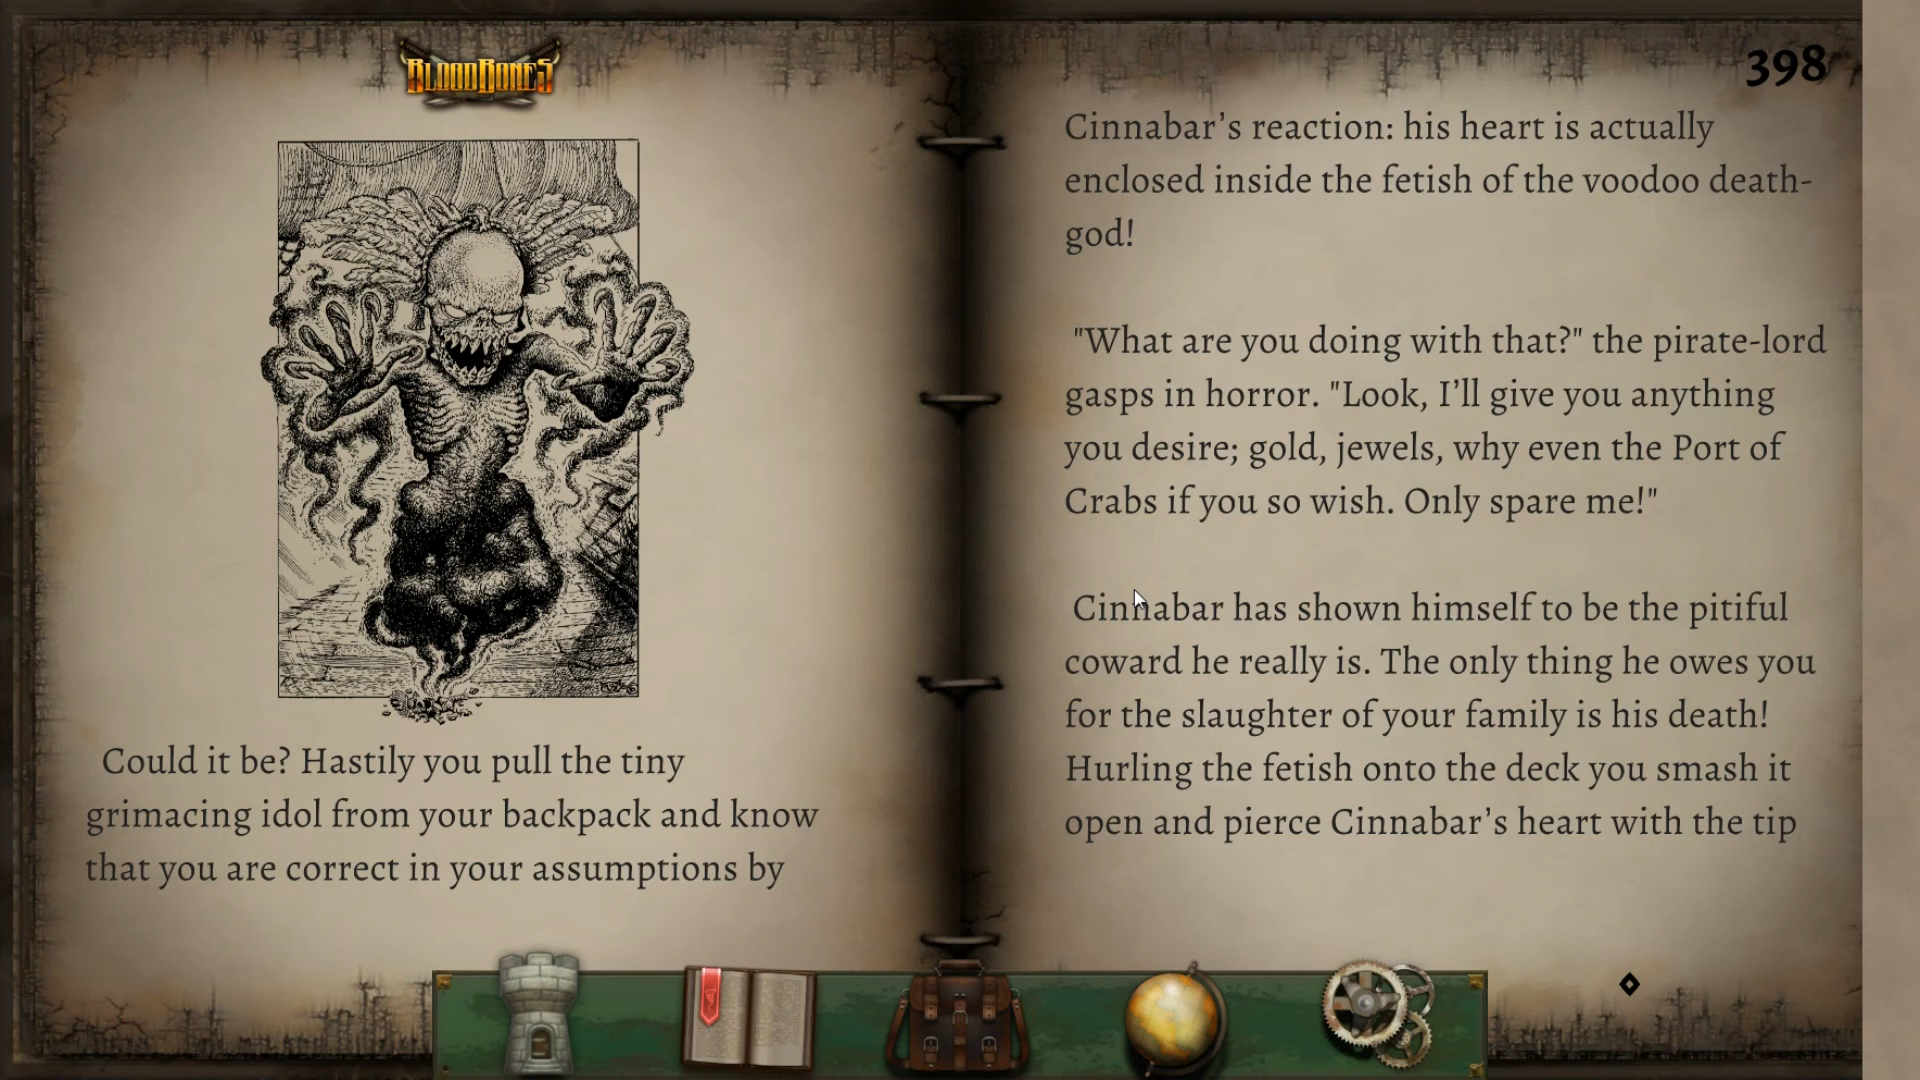 BLOODBONES
Could it be? Hastily you pull the tiny
grimacing idol from your backpack and know
that you are correct in your assumptions by
398
Cinnabar’s reaction: his heart is actually
enclosed inside the fetish of the voodoo death-
god!
"What are you doing with that?" the pirate-lord
gasps in horror. "Look, I’ll give you anything
you desire; gold, jewels, why even the Port of
Crabs if you so wish. Only spare me!"
Cinnabar has shown himself to be the pitiful
coward he really is. The only thing he owes you
for the slaughter of your family is his death!
Hurling the fetish onto the deck you smash it
open and pierce Cinnabar’s heart with the tip